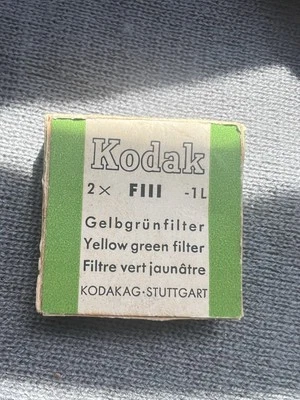 Kodak
2× FIII -1L
Gelbgrünfilter
Yellow green filter
Filtre vert jaunâtre
KODAKAG·STUTTGART